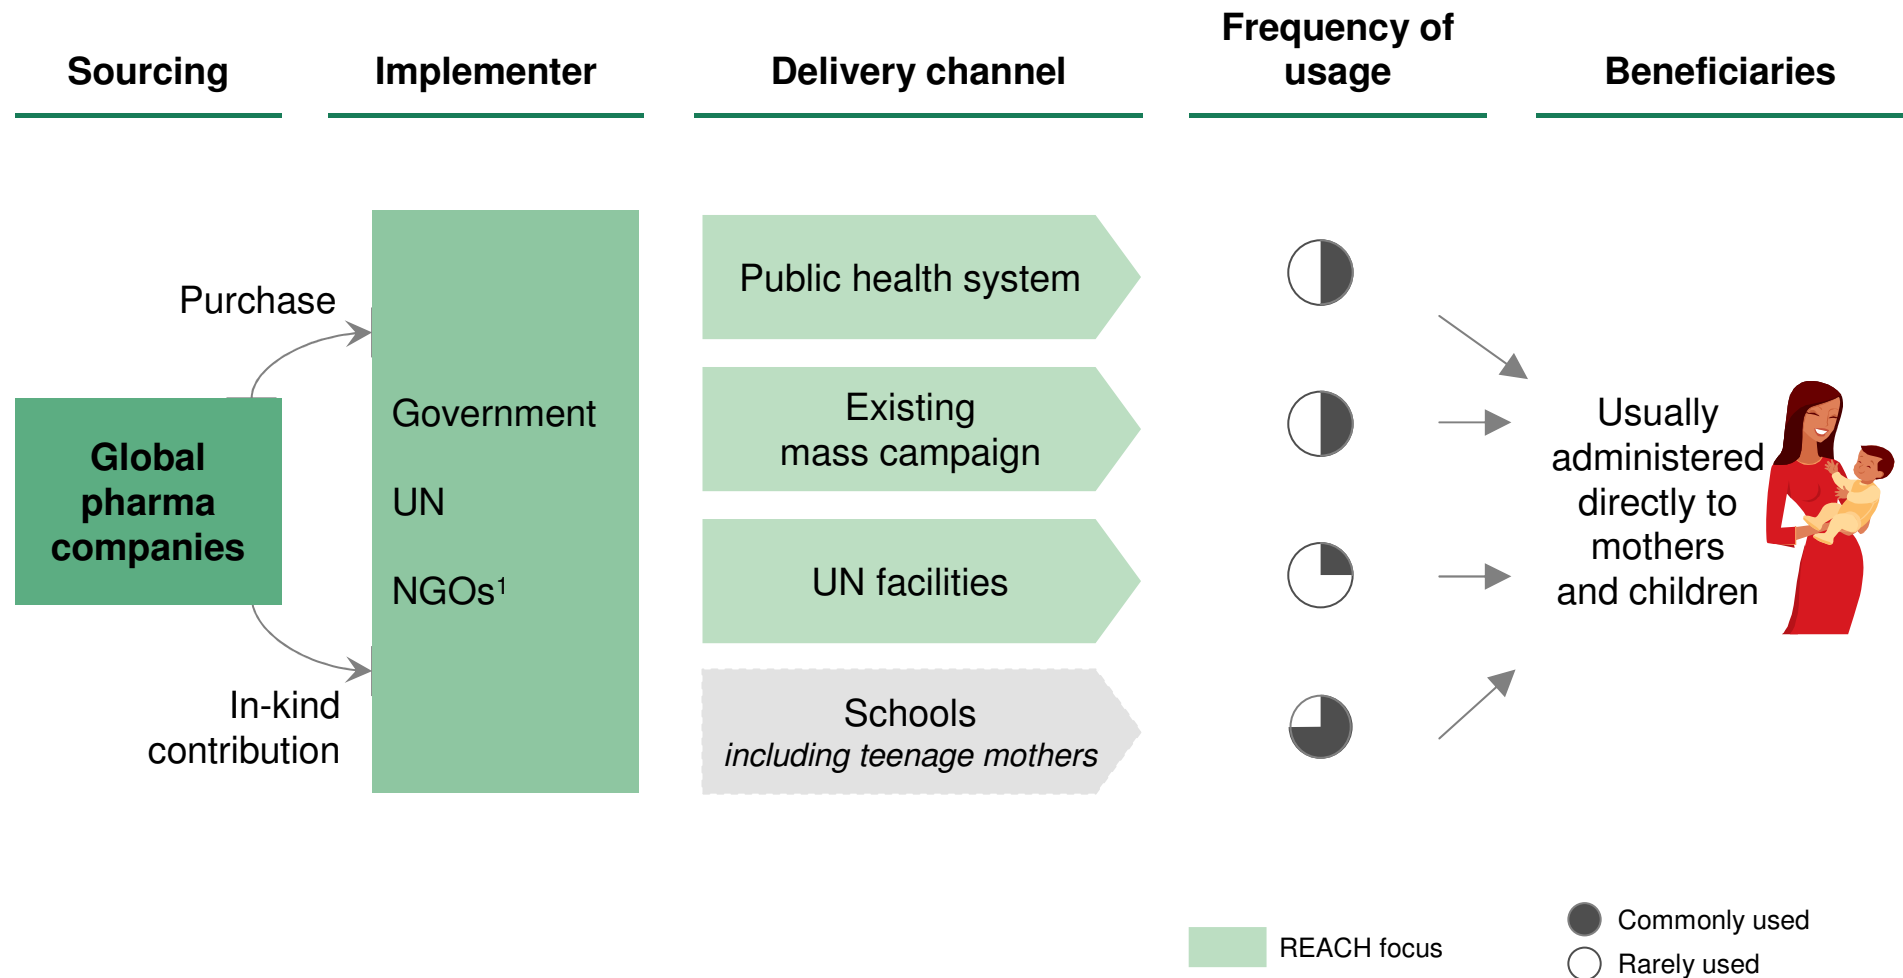 Sourcing
Implementer
Delivery channel
Frequency of
usage
Beneficiaries
Purchase
Global
pharma
companies
In-kind
contribution
Government
UN
NGOs¹
Public health system
Existing
mass campaign
UN facilities
Schools
including teenage mothers
Usually
administered
directly to
mothers
and children
REACH focus
Commonly used
Rarely used